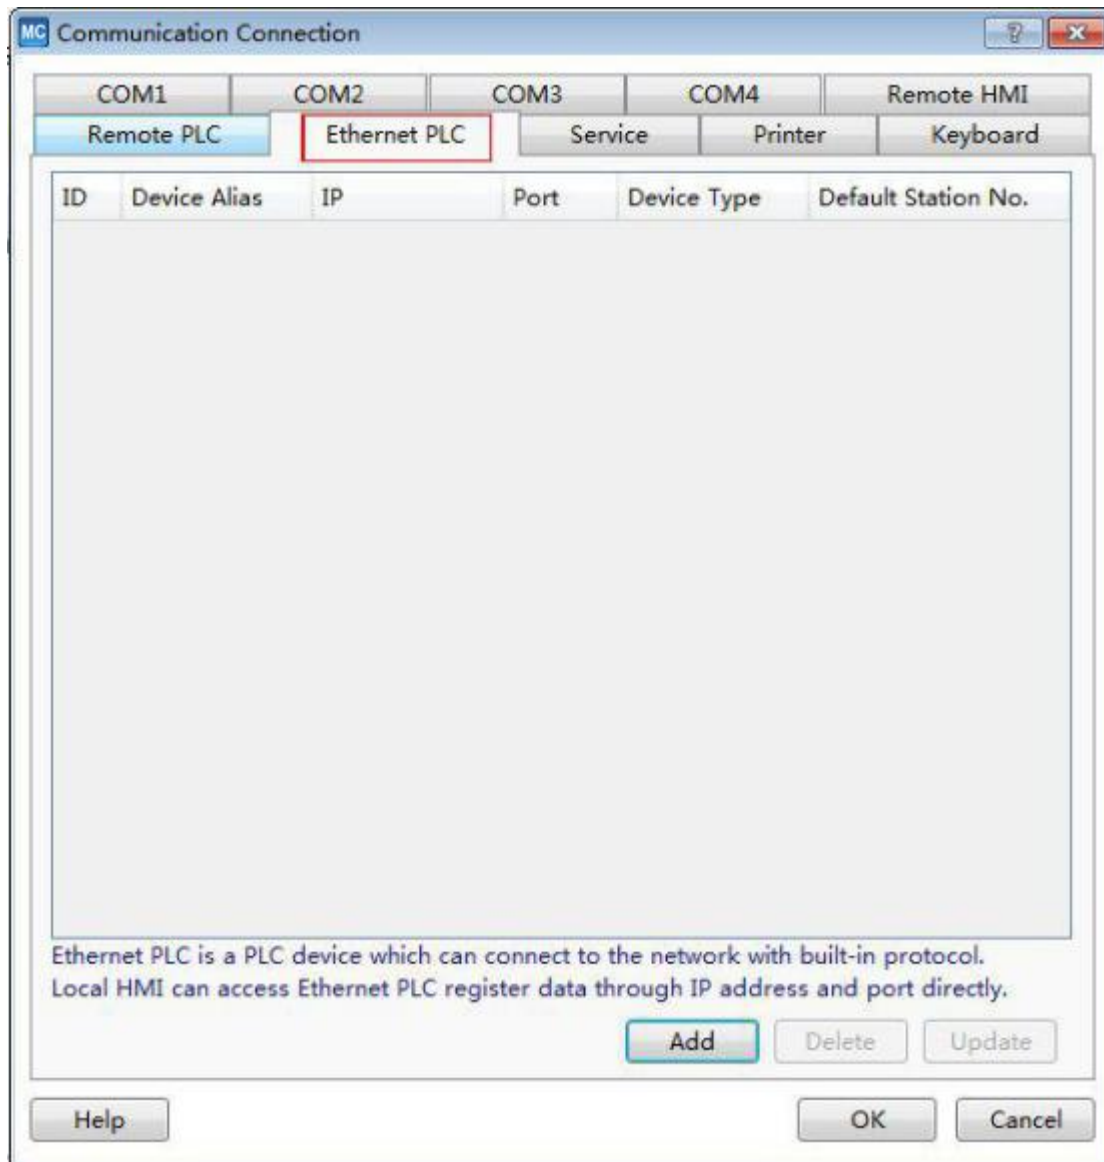 MC Communication Connection
COM1 COM2 COM3 COM4 Remote HMI
Remote PLC Ethernet PLC Service Printer Keyboard
ID Device Alias IP Port Device Type Default Station No.
Ethernet PLC is a PLC device which can connect to the network with built-in protocol.
Local HMI can access Ethernet PLC register data through IP address and port directly.
Add Delete Update
Help OK Cancel